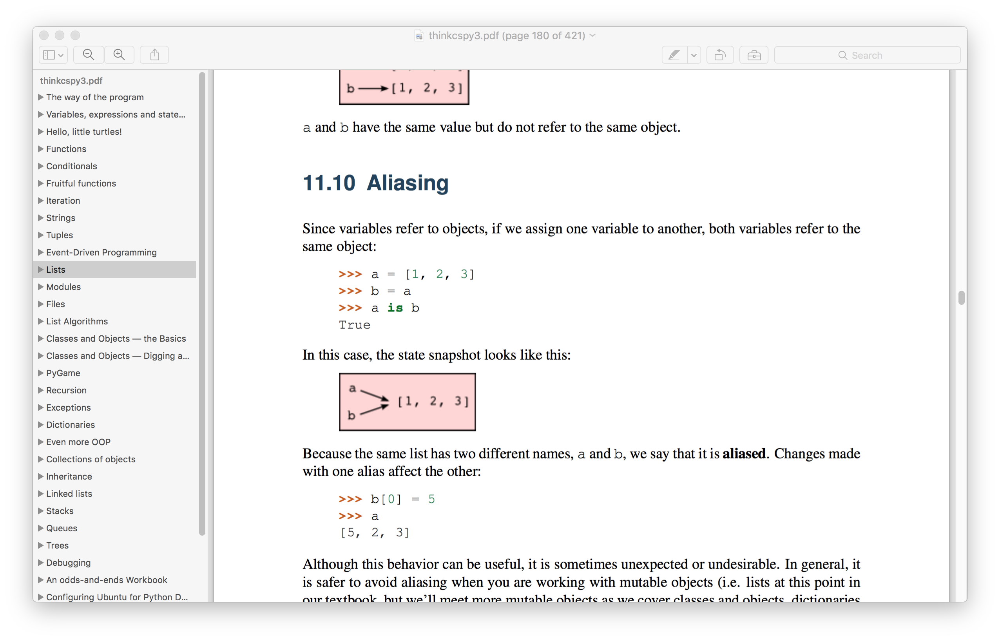 thinkcspy3.pdf (page 180 of 421)
Search
thinkcspy3.pdf
The way of the program
Variables, expressions and state...
Hello, little turtles!
Functions
Conditionals
Fruitful functions
Iteration
Strings
Tuples
Event-Driven Programming
Lists
Modules
Files
List Algorithms
Classes and Objects — the Basics
Classes and Objects — Digging a...
PyGame
Recursion
Exceptions
Dictionaries
Even more OOP
Collections of objects
Inheritance
Linked lists
Stacks
Queues
Trees
Debugging
An odds-and-ends Workbook
Configuring Ubuntu for Python D...
b [1, 2, 3]
a and b have the same value but do not refer to the same object.
11.10 Aliasing
Since variables refer to objects, if we assign one variable to another, both variables refer to the
same object:
>>> a = [1, 2, 3]
>>> b = a
>>> a is b
True
In this case, the state snapshot looks like this:
a
[1, 2, 3]
b
Because the same list has two different names, a and b, we say that it is aliased. Changes made
with one alias affect the other:
>>> b[0] = 5
>>> a
[5, 2, 3]
Although this behavior can be useful, it is sometimes unexpected or undesirable. In general, it
is safer to avoid aliasing when you are working with mutable objects (i.e. lists at this point in
our textbook, but we'll meet more mutable objects as we cover classes and objects, dictionaries